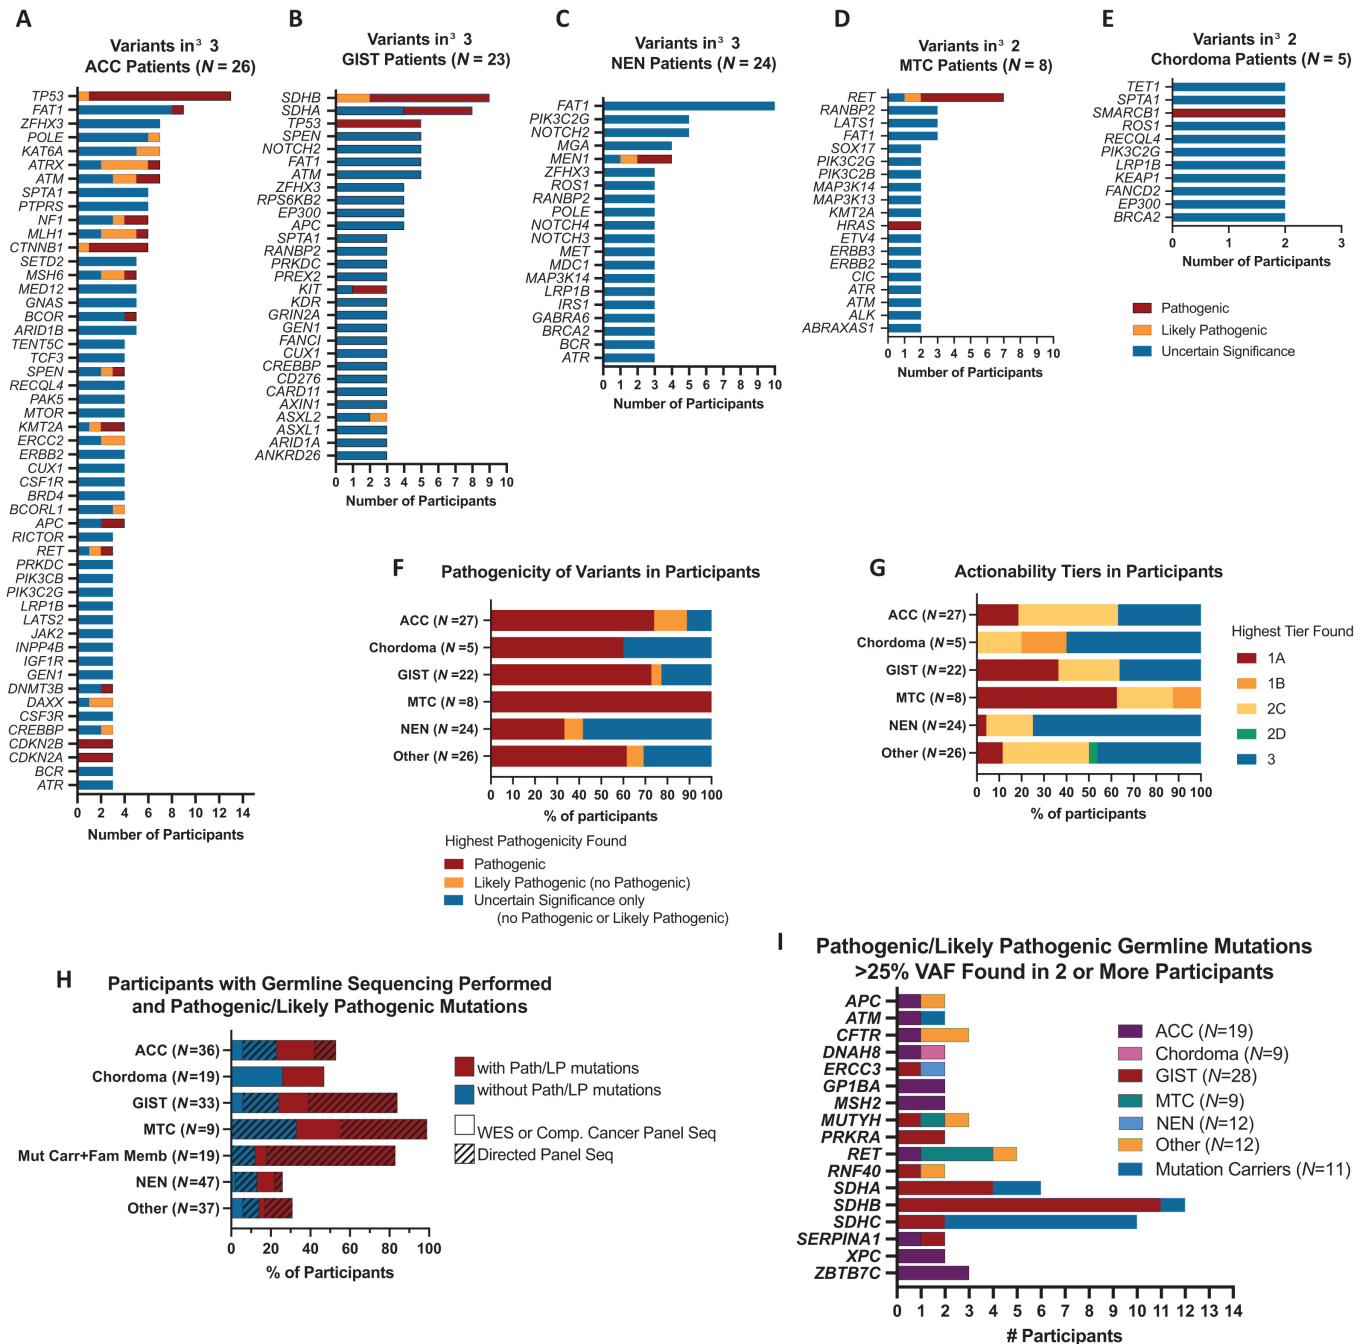 A
Variants in³ 3
ACC Patients (N = 26)
TP53
FAT1
ZFHX3
POLE
KAT6A
ATRX
ATM
SPTA1
PTPRS
NF1
MLH1
CTNNB1
SETD2
MSH6
MED12
GNAS
BCOR
ARID1B
TENT5C
TCF3
SPEN
RECQL4
PAK5
MTOR
KMT2A
ERCC2
ERBB2
CUX1
CSF1R
BRD4
BCORL1
APC
RICTOR
RET
PRKDC
PIK3CB
PIK3C2G
LRP1B
LATS2
JAK2
INPP4B
IGF1R
GEN1
DNMT3B
DAXX
CSF3R
CREBBP
CDKN2B
CDKN2A
BCR
ATR
0 2 4 6 8 10 12 14
Number of Participants
B
Variants in³ 3
GIST Patients (N = 23)
SDHB
SDHA
TP53
SPEN
NOTCH2
FAT1
ATM
ZFHX3
RPS6KB2
EP300
APC
SPTA1
RANBP2
PRKDC
PREX2
KIT
KDR
GRIN2A
GEN1
FANCI
CUX1
CREBBP
CD276
CARD11
AXIN1
ASXL2
ASXL1
ARID1A
ANKRD26
0 1 2 3 4 5 6 7 8 9 10
Number of Participants
C
Variants in³ 3
NEN Patients (N = 24)
FAT1
PIK3C2G
NOTCH2
MGA
MEN1
ZFHX3
ROS1
RANBP2
POLE
NOTCH4
NOTCH3
MET
MDC1
MAP3K14
LRP1B
IRS1
GABRA6
BRCA2
BCR
ATR
0 1 2 3 4 5 6 7 8 9 10
Number of Participants
D
Variants in³ 2
MTC Patients (N = 8)
RET
RANBP2
LATS1
FAT1
SOX17
PIK3C2G
PIK3C2B
MAP3K14
MAP3K13
KMT2A
HRAS
ETV4
ERBB3
ERBB2
CIC
ATR
ATM
ALK
ABRAXAS1
0 1 2 3 4 5 6 7 8 9 10
Number of Participants
E
Variants in³ 2
Chordoma Patients (N = 5)
TET1
SPTA1
SMARCB1
ROS1
RECQL4
PIK3C2G
LRP1B
KEAP1
FANCD2
EP300
BRCA2
0 1 2 3
Number of Participants
Pathogenic
Likely Pathogenic
Uncertain Significance
F
Pathogenicity of Variants in Participants
ACC (N =27)
Chordoma (N=5)
GIST (N=22)
MTC (N=8)
NEN (N=24)
Other (N=26)
0 10 20 30 40 50 60 70 80 90 100
% of participants
Highest Pathogenicity Found
Pathogenic
Likely Pathogenic (no Pathogenic)
Uncertain Significance only
(no Pathogenic or Likely Pathogenic)
G
Actionability Tiers in Participants
ACC (N=27)
Chordoma (N=5)
GIST (N=22)
MTC (N=8)
NEN (N=24)
Other (N=26)
0 10 20 30 40 50 60 70 80 90 100
% of participants
Highest Tier Found
1A
1B
2C
2D
3
H
Participants with Germline Sequencing Performed
and Pathogenic/Likely Pathogenic Mutations
ACC (N=36)
Chordoma (N=19)
GIST (N=33)
MTC (N=9)
Mut Carr+Fam Memb (N=19)
NEN (N=47)
Other (N=37)
0 20 40 60 80 100
% of Participants
with Path/LP mutations
without Path/LP mutations
WES or Comp. Cancer Panel Seq
Directed Panel Seq
I
Pathogenic/Likely Pathogenic Germline Mutations
>25% VAF Found in 2 or More Participants
APC
ATM
CFTR
DNAH8
ERCC3
GP1BA
MSH2
MUTYH
PRKRA
RET
RNF40
SDHA
SDHB
SDHC
SERPINA1
XPC
ZBTB7C
0 1 2 3 4 5 6 7 8 9 10 11 12 13 14
# Participants
ACC (N=19)
Chordoma (N=9)
GIST (N=28)
MTC (N=9)
NEN (N=12)
Other (N=12)
Mutation Carriers (N=11)